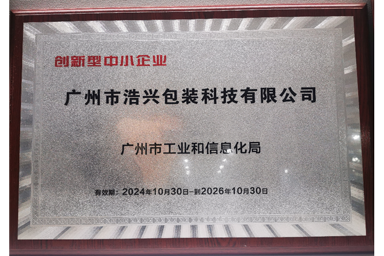 创新型中小企业
广州市浩兴包装科技有限公司
广州市工业和信息化局
有效期：2024年10月30日--到2026年10月30日